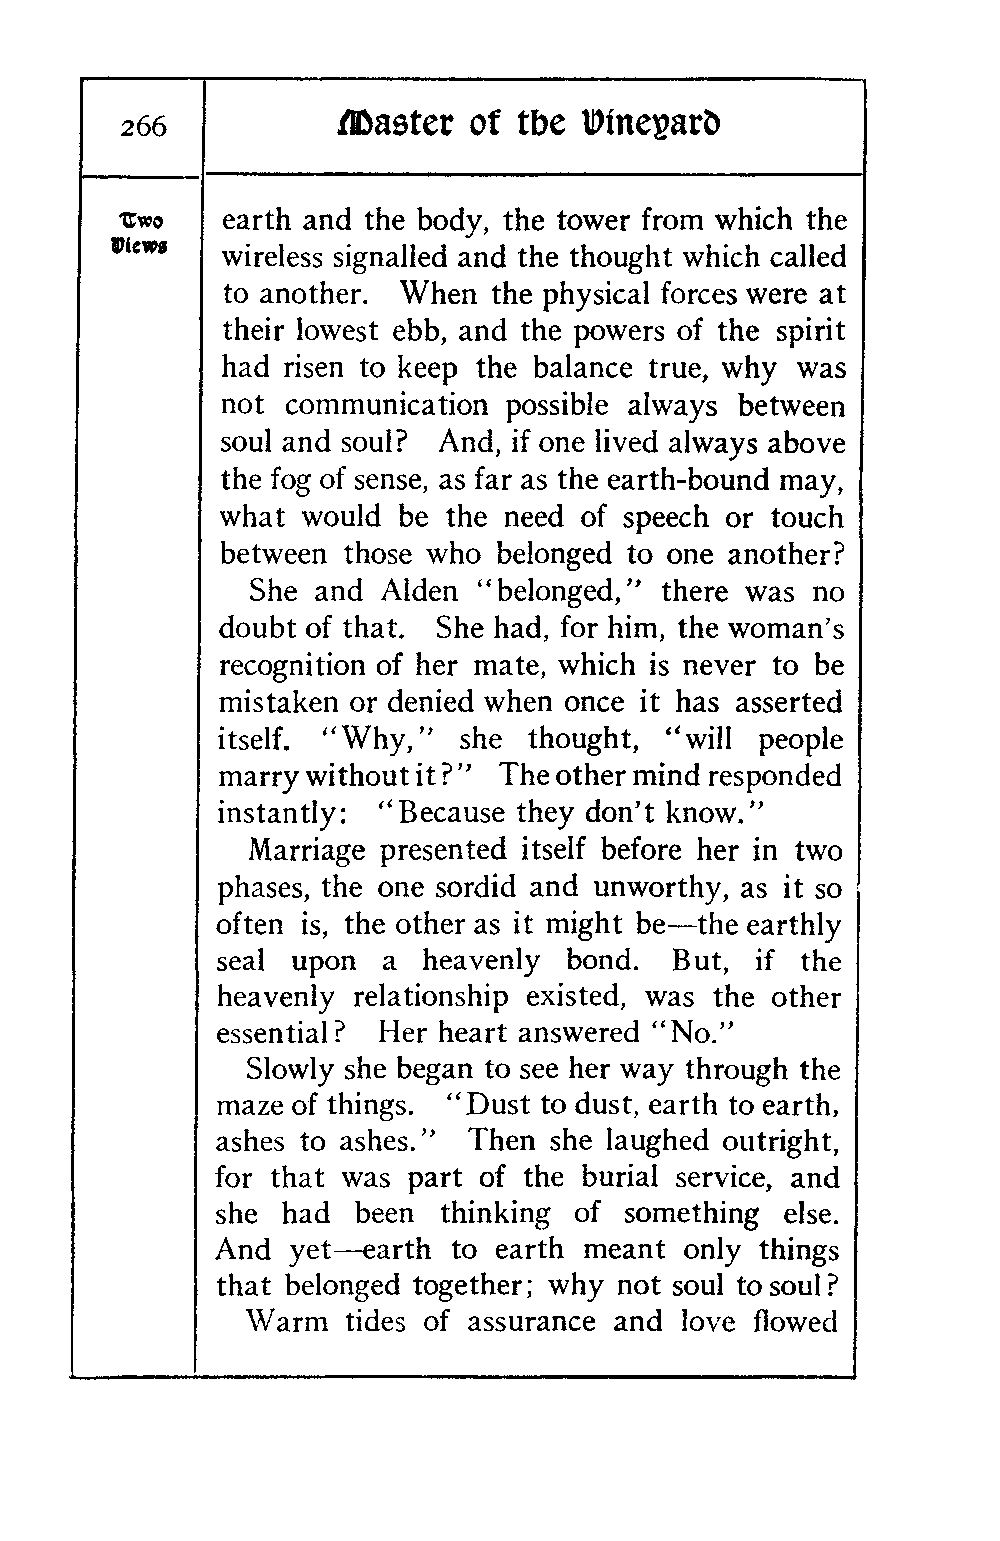 266
Master of the Vineyard
Two
Views
earth and the body, the tower from which the
wireless signalled and the thought which called
to another. When the physical forces were at
their lowest ebb, and the powers of the spirit
had risen to keep the balance true, why was
not communication possible always between
soul and soul? And, if one lived always above
the fog of sense, as far as the earth-bound may,
what would be the need of speech or touch
between those who belonged to one another?
She and Alden "belonged," there was no
doubt of that. She had, for him, the woman's
recognition of her mate, which is never to be
mistaken or denied when once it has asserted
itself. "Why," she thought, "will people
marry without it?" The other mind responded
instantly: "Because they don't know."
Marriage presented itself before her in two
phases, the one sordid and unworthy, as it so
often is, the other as it might be—the earthly
seal upon a heavenly bond. But, if the
heavenly relationship existed, was the other
essential? Her heart answered "No."
Slowly she began to see her way through the
maze of things. "Dust to dust, earth to earth,
ashes to ashes." Then she laughed outright,
for that was part of the burial service, and
she had been thinking of something else.
And yet—earth to earth meant only things
that belonged together; why not soul to soul?
Warm tides of assurance and love flowed